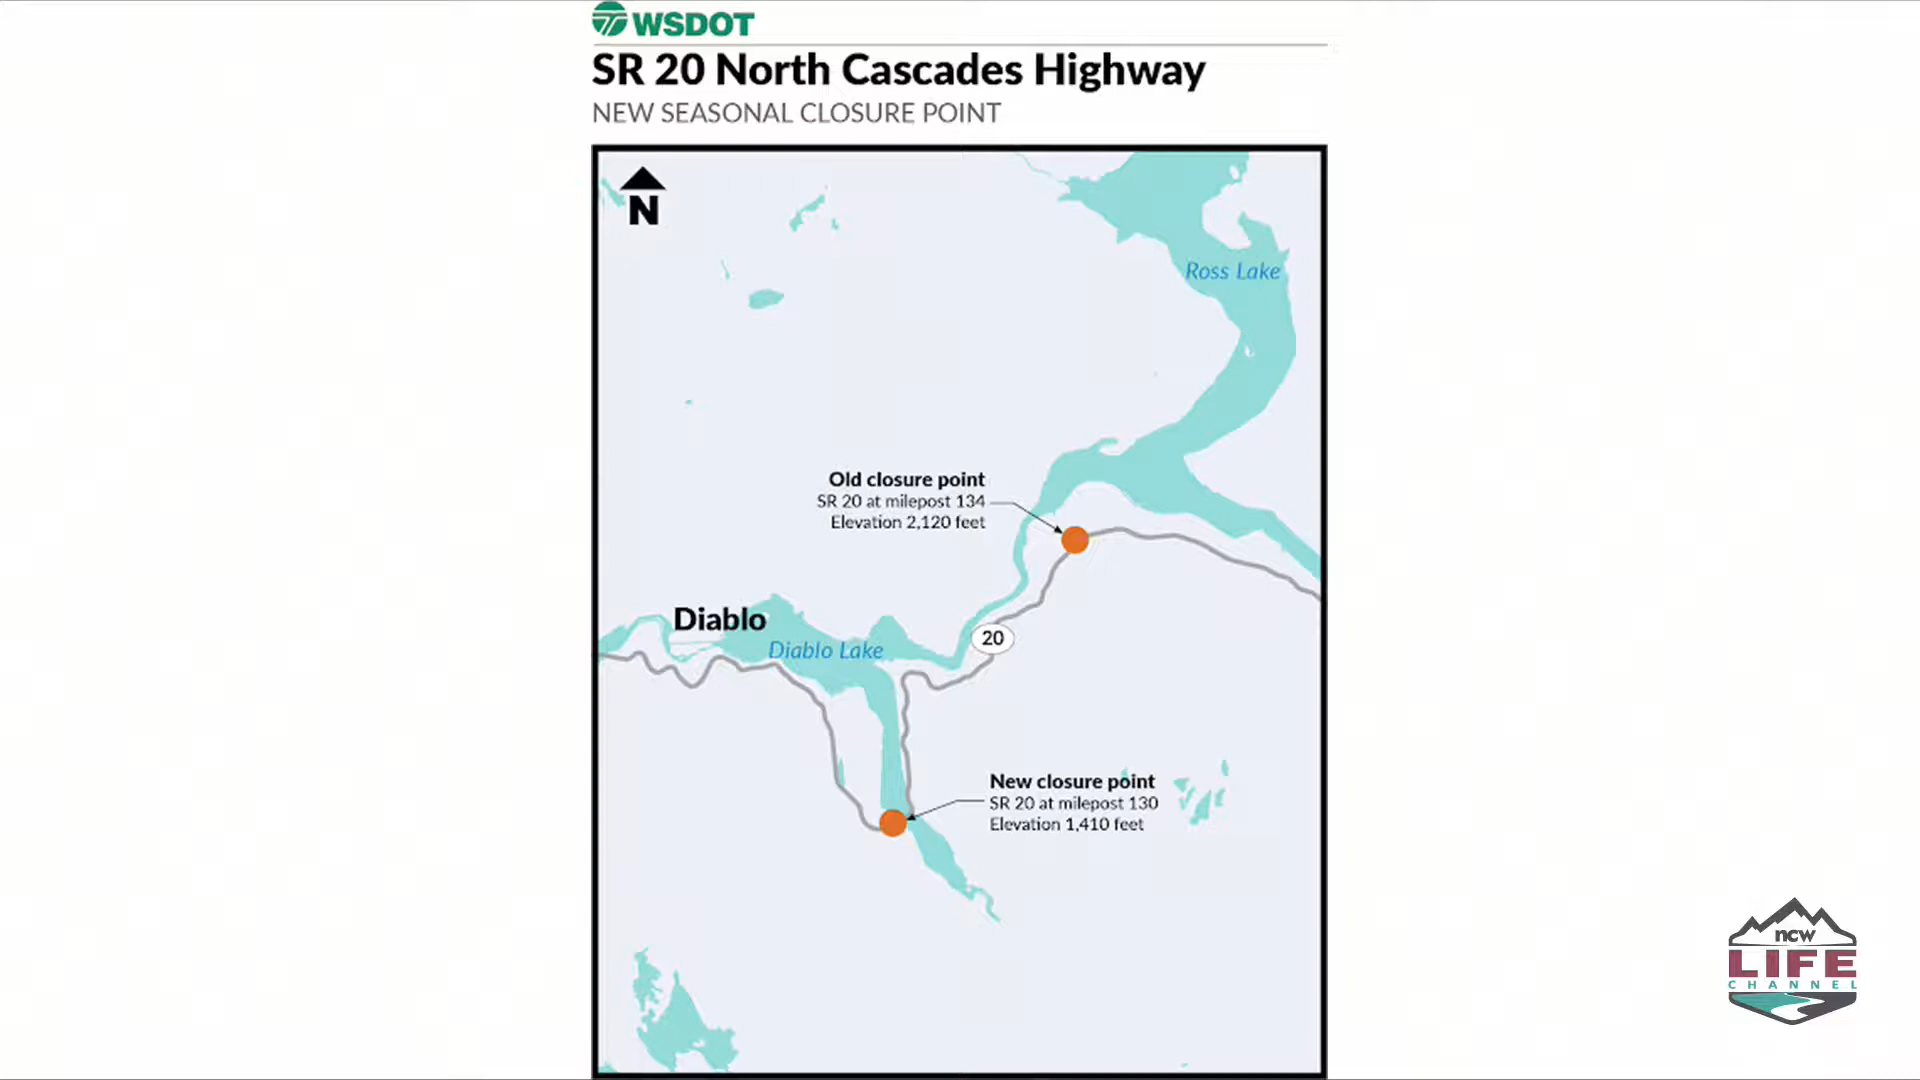 WSDOT
SR 20 North Cascades Highway
NEW SEASONAL CLOSURE POINT
N
Ross Lake
Old closure point
SR 20 at milepost 134
Elevation 2,120 feet
Diablo
Diablo Lake
20
New closure point
SR 20 at milepost 130
Elevation 1,410 feet
ncw
LIFE
CHANNEL